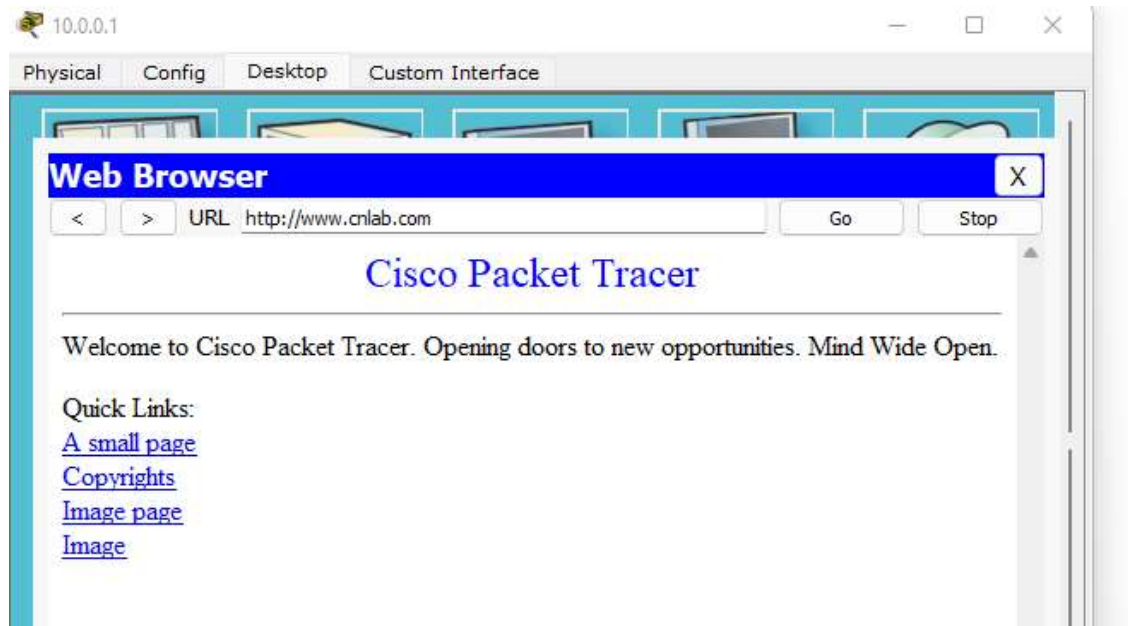 10.0.0.1
Physical Config Desktop Custom Interface
Web Browser X
< > URL http://www.cnlab.com Go Stop
Cisco Packet Tracer
Welcome to Cisco Packet Tracer. Opening doors to new opportunities. Mind Wide Open.
Quick Links:
A small page
Copyrights
Image page
Image